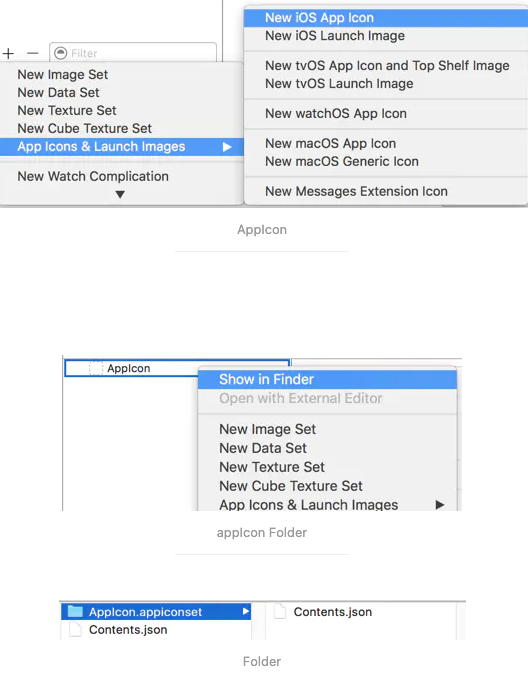 Filter
New Image Set
New Data Set
New Texture Set
New Cube Texture Set
App Icons & Launch Images
New Watch Complication
New iOS App Icon
New iOS Launch Image
New tvOS App Icon and Top Shelf Image
New tvOS Launch Image
New watchOS App Icon
New macOS App Icon
New macOS Generic Icon
New Messages Extension Icon
AppIcon
AppIcon
Show in Finder
Open with External Editor
New Image Set
New Data Set
New Texture Set
New Cube Texture Set
App Icons & Launch Images
appIcon Folder
AppIcon.appiconset
Contents.json
Contents.json
Folder